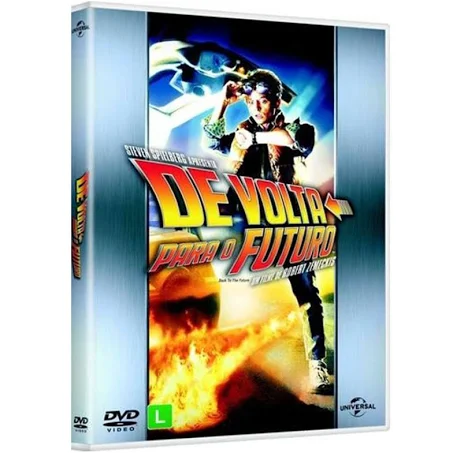 STEVEN SPIELBERG APRESENTA
DE VOLTA
PARA O FUTURO
Back To The Future
UM FILME DE ROBERT ZEMECKIS
DVD
VIDEO
L
UNIVERSAL
DE VOLTA
PARA O FUTURO
DVD